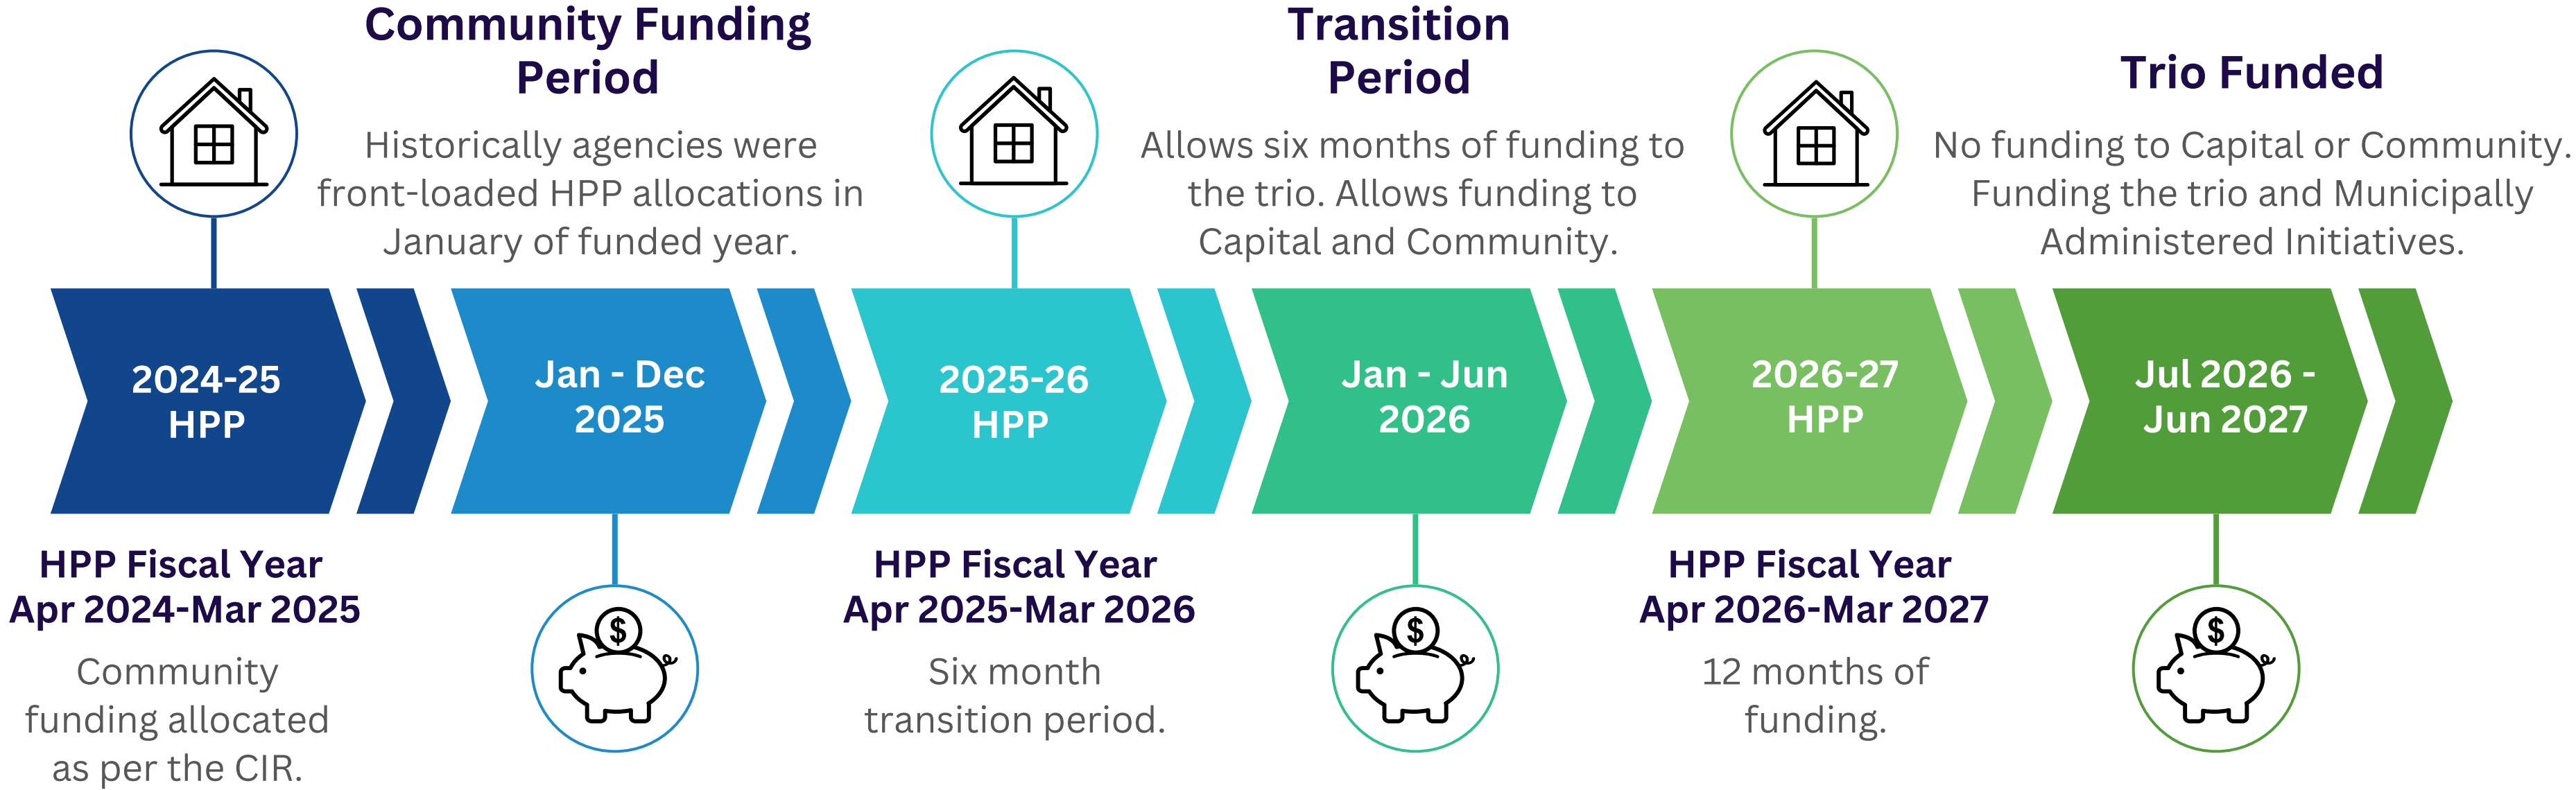 Community Funding
Period
Historically agencies were
front-loaded HPP allocations in
January of funded year.
Transition
Period
Allows six months of funding to
the trio. Allows funding to
Capital and Community.
Trio Funded
No funding to Capital or Community.
Funding the trio and Municipally
Administered Initiatives.
2024-25
HPP
Jan - Dec
2025
2025-26
HPP
Jan - Jun
2026
2026-27
HPP
Jul 2026 -
Jun 2027
HPP Fiscal Year
Apr 2024-Mar 2025
Community
funding allocated
as per the CIR.
$
HPP Fiscal Year
Apr 2025-Mar 2026
Six month
transition period.
$
HPP Fiscal Year
Apr 2026-Mar 2027
12 months of
funding.
$